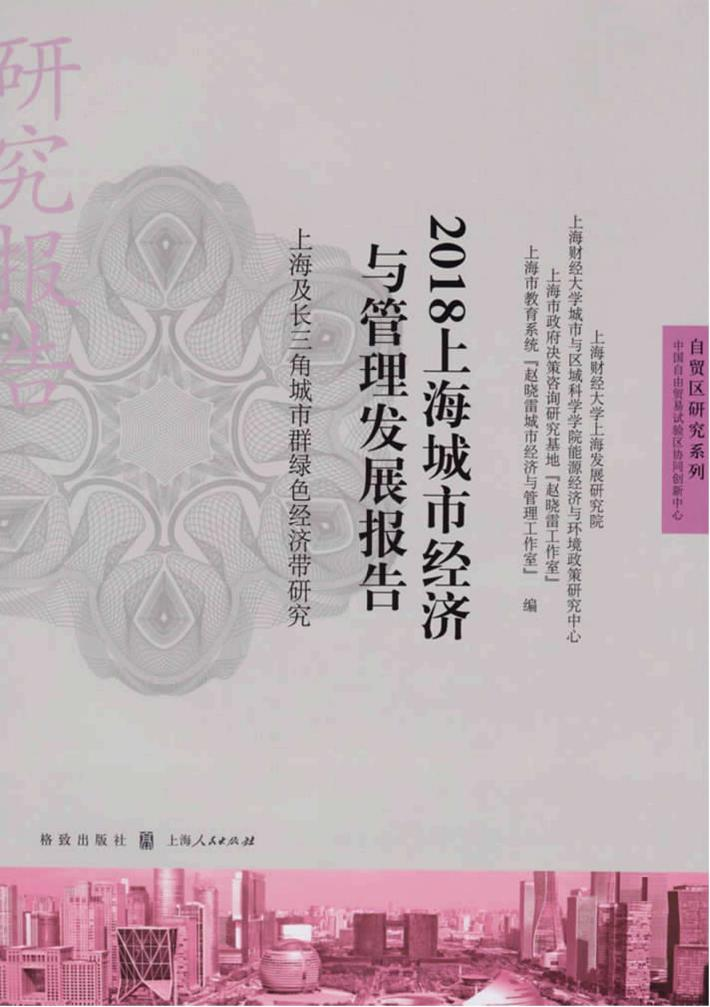 自贸区研究系列
中国自由贸易试验区协同创新中心
上海财经大学上海发展研究院
上海财经大学城市与区域科学学院能源经济与环境政策研究中心
上海市政府决策咨询研究基地『赵晓雷工作室』
上海市教育系统『赵晓雷城市经济与管理工作室』 编
2018上海城市经济
与管理发展报告
上海及长三角城市群绿色经济带研究
研究报告
格致出版社 上海人民出版社